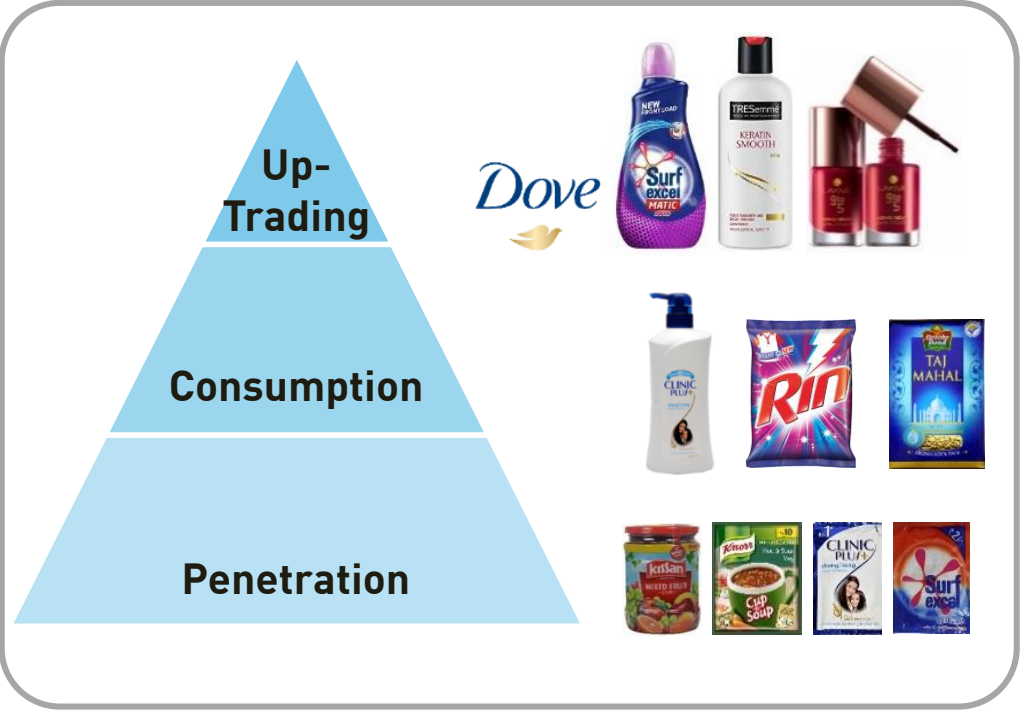 Up-
Trading
Dove
NEW
FRONT LOAD
Surf
excel
MATIC
TRESemmé
KERATIN
SMOOTH
Consumption
CLINIC
PLUS+
Rin
TAJ
MAHAL
Penetration
Kissan
MIXED FRUIT
Knorr
10
Cup
a
Soup
CLINIC
PLUS+
Surf
excel